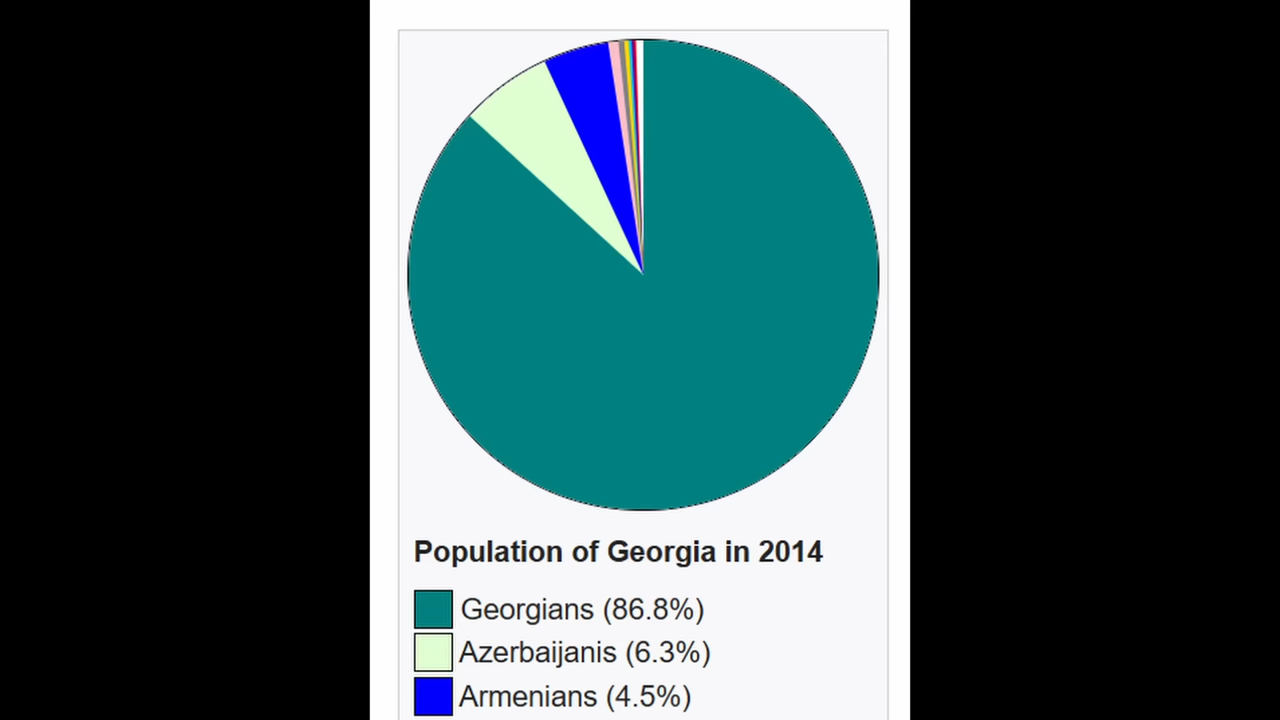 Population of Georgia in 2014
Georgians (86.8%)
Azerbaijanis (6.3%)
Armenians (4.5%)